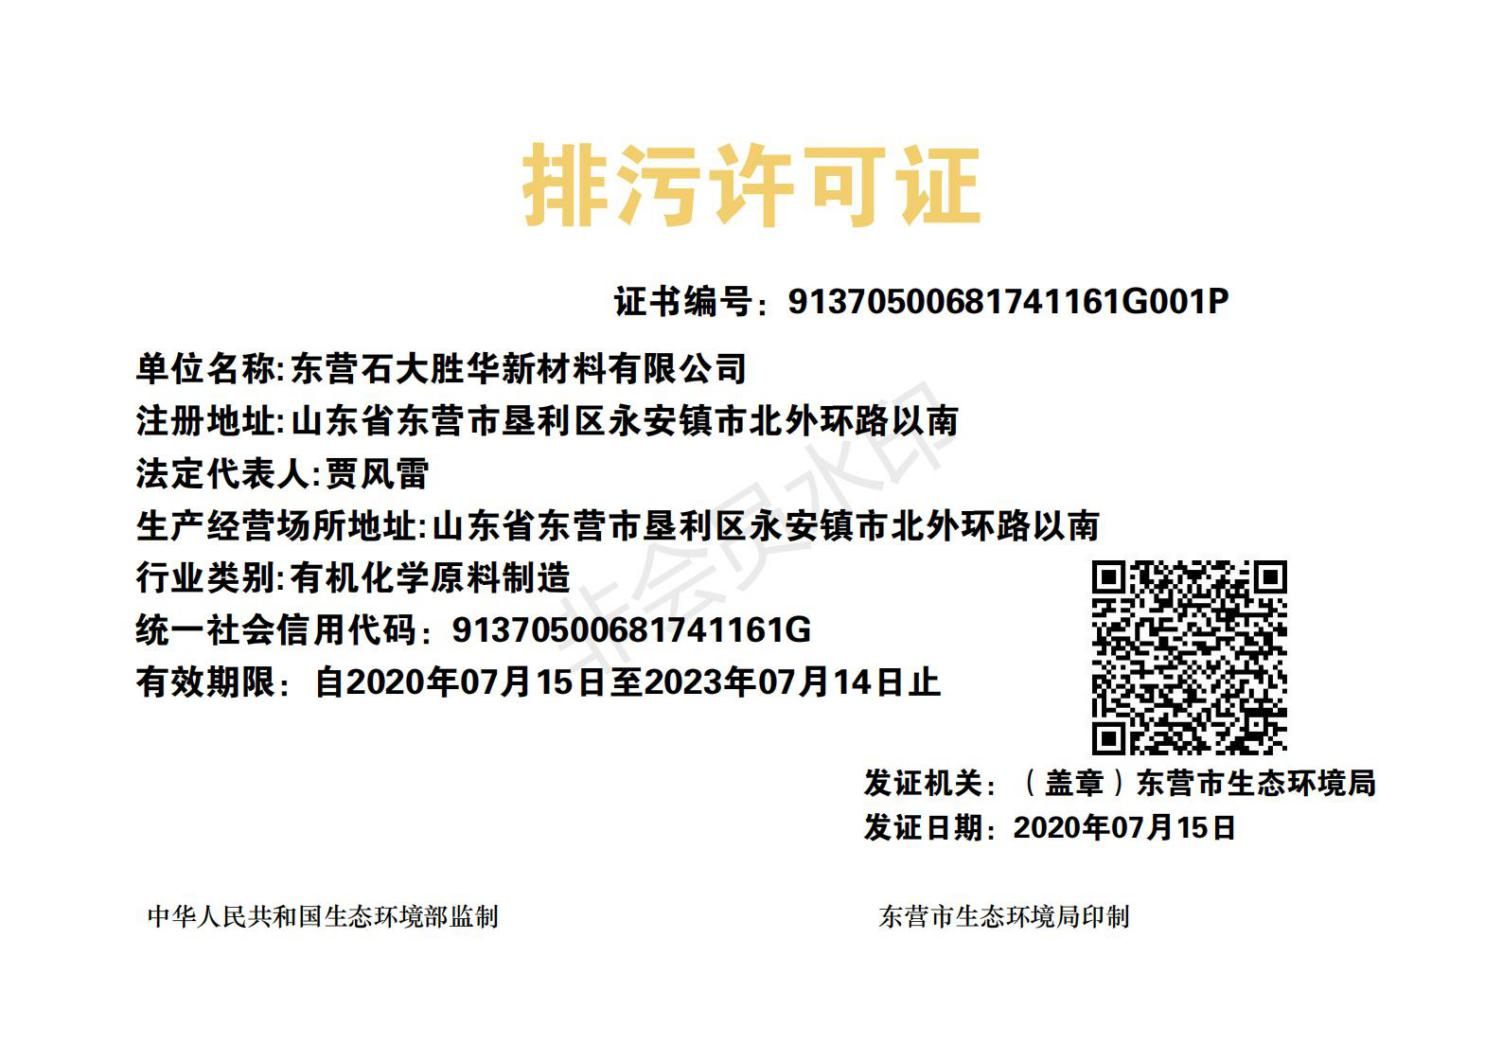 排污许可证
证书编号：91370500681741161G001P
单位名称:东营石大胜华新材料有限公司
注册地址:山东省东营市垦利区永安镇市北外环路以南
法定代表人:贾风雷
生产经营场所地址:山东省东营市垦利区永安镇市北外环路以南
行业类别:有机化学原料制造
统一社会信用代码：91370500681741161G
有效期限：自2020年07月15日至2023年07月14日止
非会员水印
发证机关：（盖章）东营市生态环境局
发证日期：2020年07月15日
中华人民共和国生态环境部监制
东营市生态环境局印制